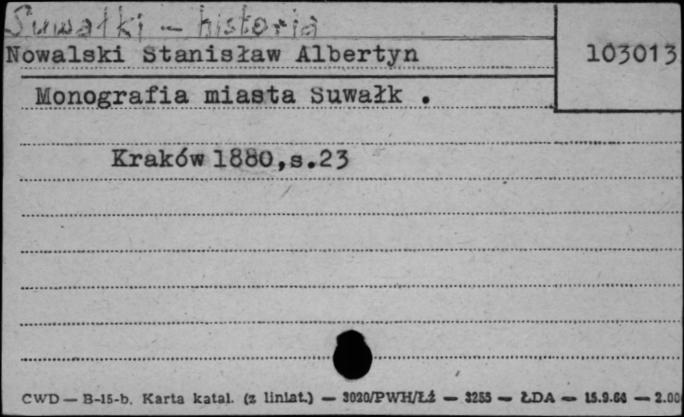 Suwałki - historia
Nowalski Stanisław Albertyn
103013
Monografia miasta Suwałk .
Kraków 1880,s.23
CWD — B-15-b. Karta katal. (z liniat.) — 3020/PWH/Łź — 3255 — ŁDA — 15.9.64 — 2.00